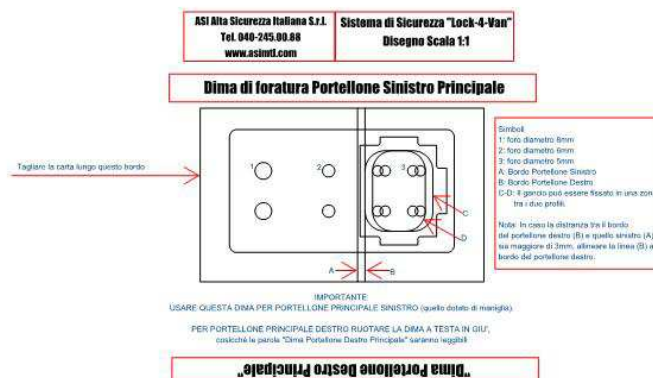 ASI Alta Sicurezza Italiana S.r.l.
Tel. 040-245.00.88
www.asimtl.com
Sistema di Sicurezza "Lock-4-Van"
Disegno Scala 1:1
Dima di foratura Portellone Sinistro Principale
Tagliare la carta lungo questo bordo
1
2
3
C
D
A
B
Simboli
1: foro diametro 8mm
2: foro diametro 6mm
3: foro diametro 5mm
A: Bordo Portellone Sinistro
B: Bordo Portellone Destro
C-D: Il gancio può essere fissato in una zon
tra i due profili.
Nota: In caso la distranza tra il bordo
del portellone destro (B) e quello sinistro (A)
sia maggiore di 3mm, allineare la linea (B) a
bordo del portellone destro.
IMPORTANTE:
USARE QUESTA DIMA PER PORTELLONE PRINCIPALE SINISTRO (quello dotato di maniglia).
PER PORTELLONE PRINCIPALE DESTRO RUOTARE LA DIMA A TESTA IN GIU',
cosicchè le parole "Dima Portellone Destro Principale" saranno leggibili
"Dima Portellone Destro Principale"